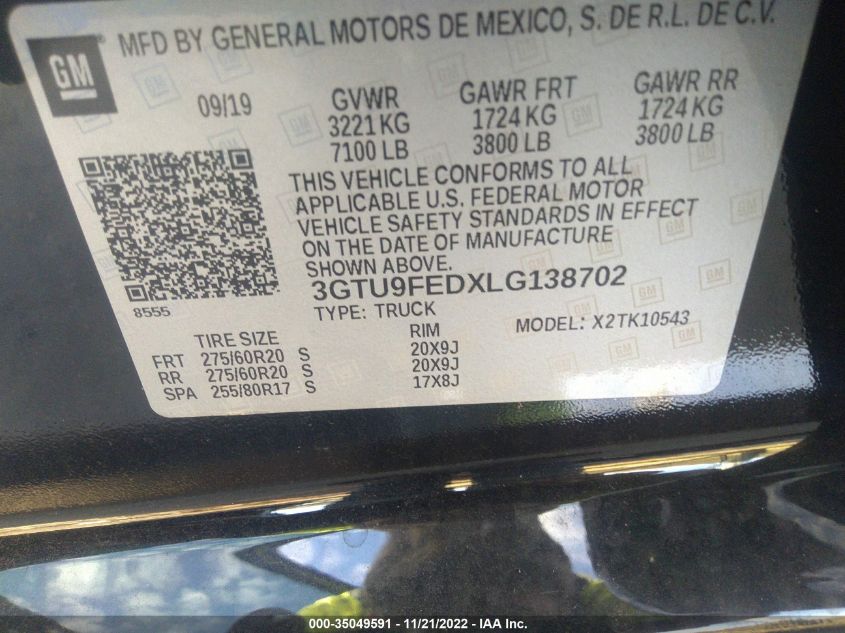 GM
MFD BY GENERAL MOTORS DE MEXICO, S. DE R.L. DE C.V.
09/19
GVWR
3221 KG
7100 LB
GAWR FRT
1724 KG
3800 LB
GAWR RR
1724 KG
3800 LB
THIS VEHICLE CONFORMS TO ALL
APPLICABLE U.S. FEDERAL MOTOR
VEHICLE SAFETY STANDARDS IN EFFECT
ON THE DATE OF MANUFACTURE
SHOWN ABOVE.
3GTU9FEDXLG138702
8555
TYPE: TRUCK
MODEL: X2TK10543
TIRE SIZE RIM
FRT 275/60R20 S 20X9J
RR 275/60R20 S 20X9J
SPA 255/80R17 S 17X8J
000-35049591 - 11/21/2022 - IAA Inc.